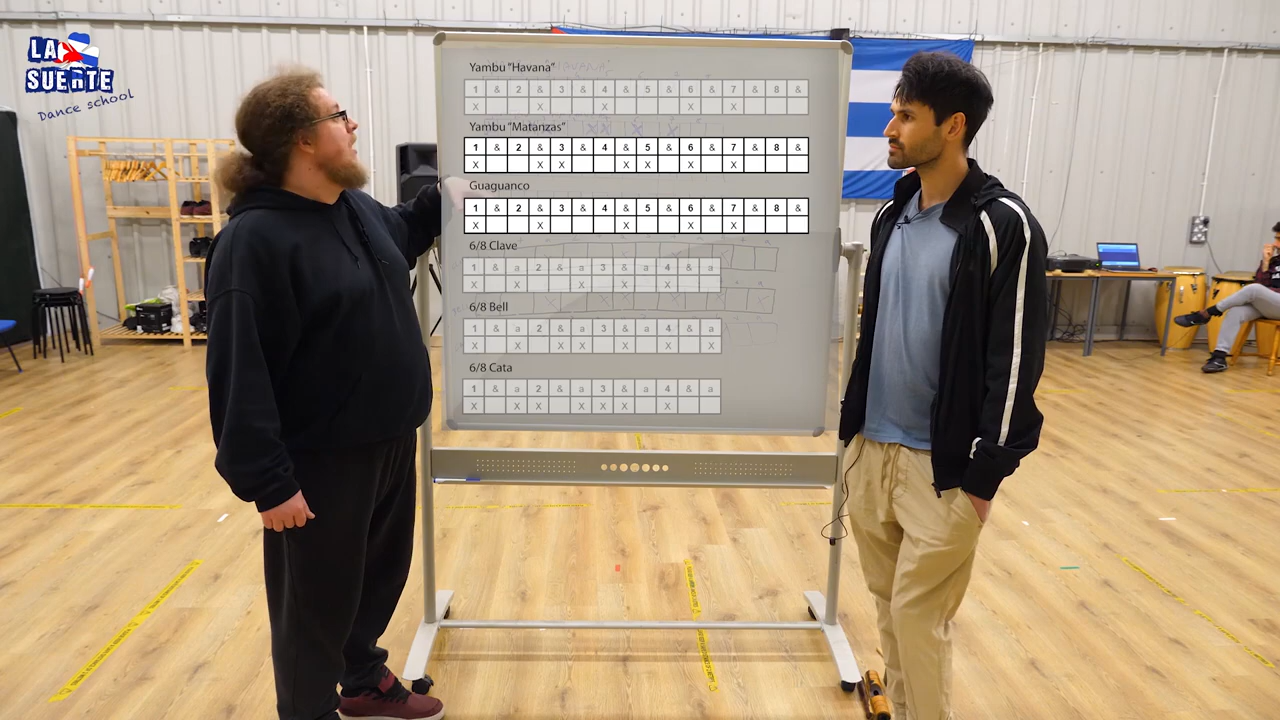 LA
SUERTE
Dance school
Yambu "Havana"
1 & 2 & 3 & 4 & 5 & 6 & 7 & 8 &
X X X X X
Yambu "Matanzas"
1 & 2 & 3 & 4 & 5 & 6 & 7 & 8 &
X X X X X X X
Guaguanco
1 & 2 & 3 & 4 & 5 & 6 & 7 & 8 &
X X X X X
6/8 Clave
1 & a 2 & a 3 & a 4 & a
X X X X X
6/8 Bell
1 & a 2 & a 3 & a 4 & a
X X X X X X X X
6/8 Cata
1 & a 2 & a 3 & a 4 & a
X X X X X X X